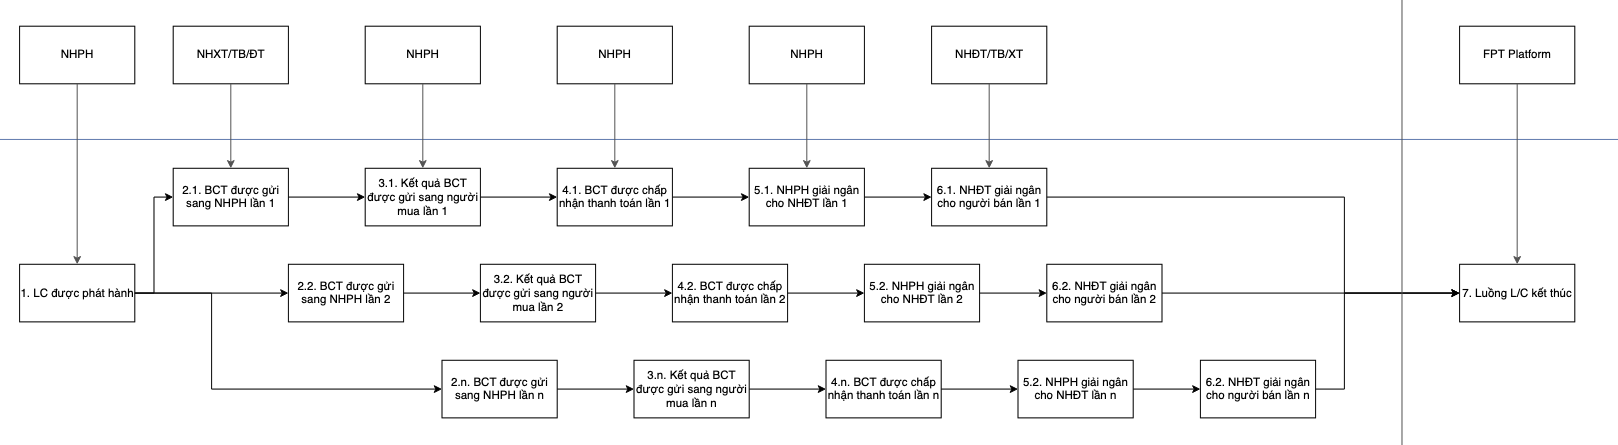 NHPH
NHXT/TB/ĐT
NHPH
NHPH
NHPH
NHĐT/TB/XT
FPT Platform
2.1. BCT được gửi
sang NHPH lần 1
3.1. Kết quả BCT
được gửi sang người
mua lần 1
4.1. BCT được chấp
nhận thanh toán lần 1
5.1. NHPH giải ngân
cho NHĐT lần 1
6.1. NHĐT giải ngân
cho người bán lần 1
1. LC được phát hành
2.2. BCT được gửi
sang NHPH lần 2
3.2. Kết quả BCT
được gửi sang người
mua lần 2
4.2. BCT được chấp
nhận thanh toán lần 2
5.2. NHPH giải ngân
cho NHĐT lần 2
6.2. NHĐT giải ngân
cho người bán lần 2
7. Luồng L/C kết thúc
2.n. BCT được gửi
sang NHPH lần n
3.n. Kết quả BCT
được gửi sang người
mua lần n
4.n. BCT được chấp
nhận thanh toán lần n
5.2. NHPH giải ngân
cho NHĐT lần n
6.2. NHĐT giải ngân
cho người bán lần n